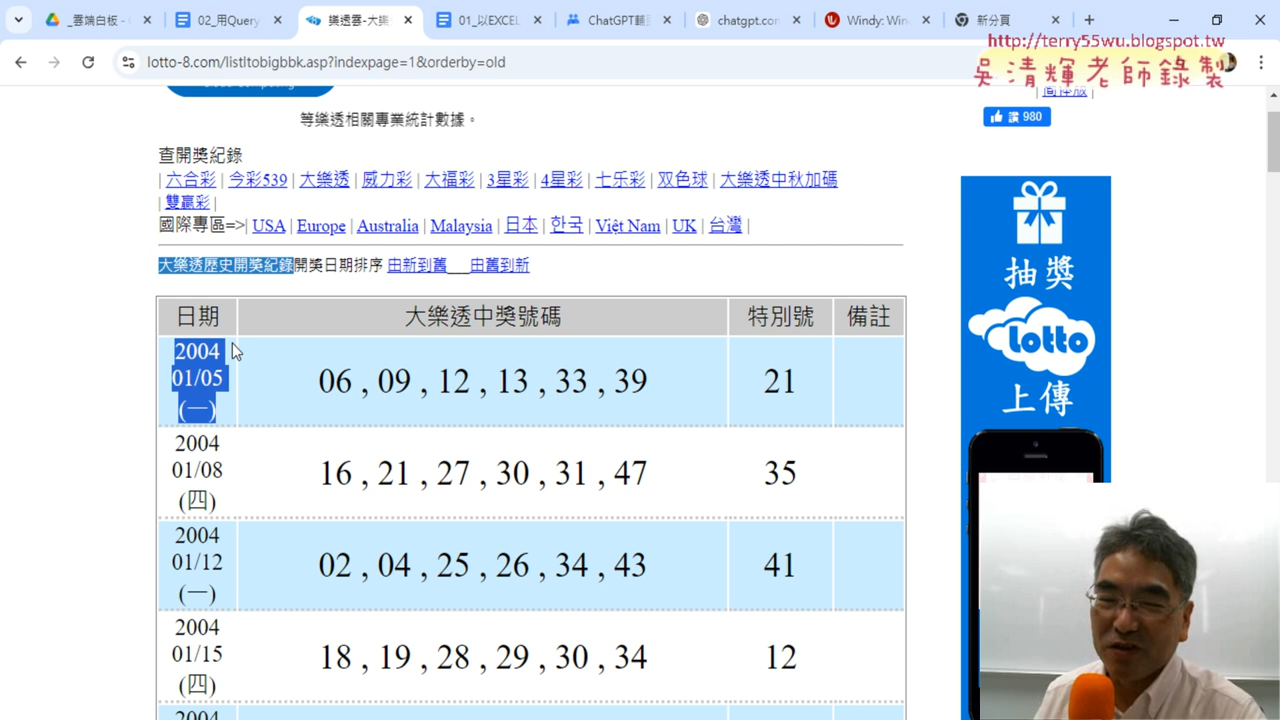 _雲端白板 - G
02_用Query
樂透雲-大樂
01_以EXCEL
ChatGPT輔
chatgpt.con
Windy: Win
新分頁
http://terry55wu.blogspot.tw
lotto-8.com/listltobigbbk.asp?indexpage=1&orderby=old
吳清輝老師錄製
等樂透相關專業統計數據。
讚 980
查開獎紀錄
| 六合彩 | 今彩539 | 大樂透 | 威力彩 | 大福彩 | 3星彩 | 4星彩 | 七乐彩 | 双色球 | 大樂透中秋加碼
| 雙贏彩 |
國際專區=>| USA | Europe | Australia | Malaysia | 日本 | 한국 | Việt Nam | UK | 台灣 |
大樂透歷史開獎紀錄開獎日期排序 由新到舊___由舊到新
日期 大樂透中獎號碼 特別號 備註
2004
01/05
(一)
06 , 09 , 12 , 13 , 33 , 39
21
2004
01/08
(四)
16 , 21 , 27 , 30 , 31 , 47
35
2004
01/12
(一)
02 , 04 , 25 , 26 , 34 , 43
41
2004
01/15
(四)
18 , 19 , 28 , 29 , 30 , 34
12
2004
抽獎
lotto
上傳